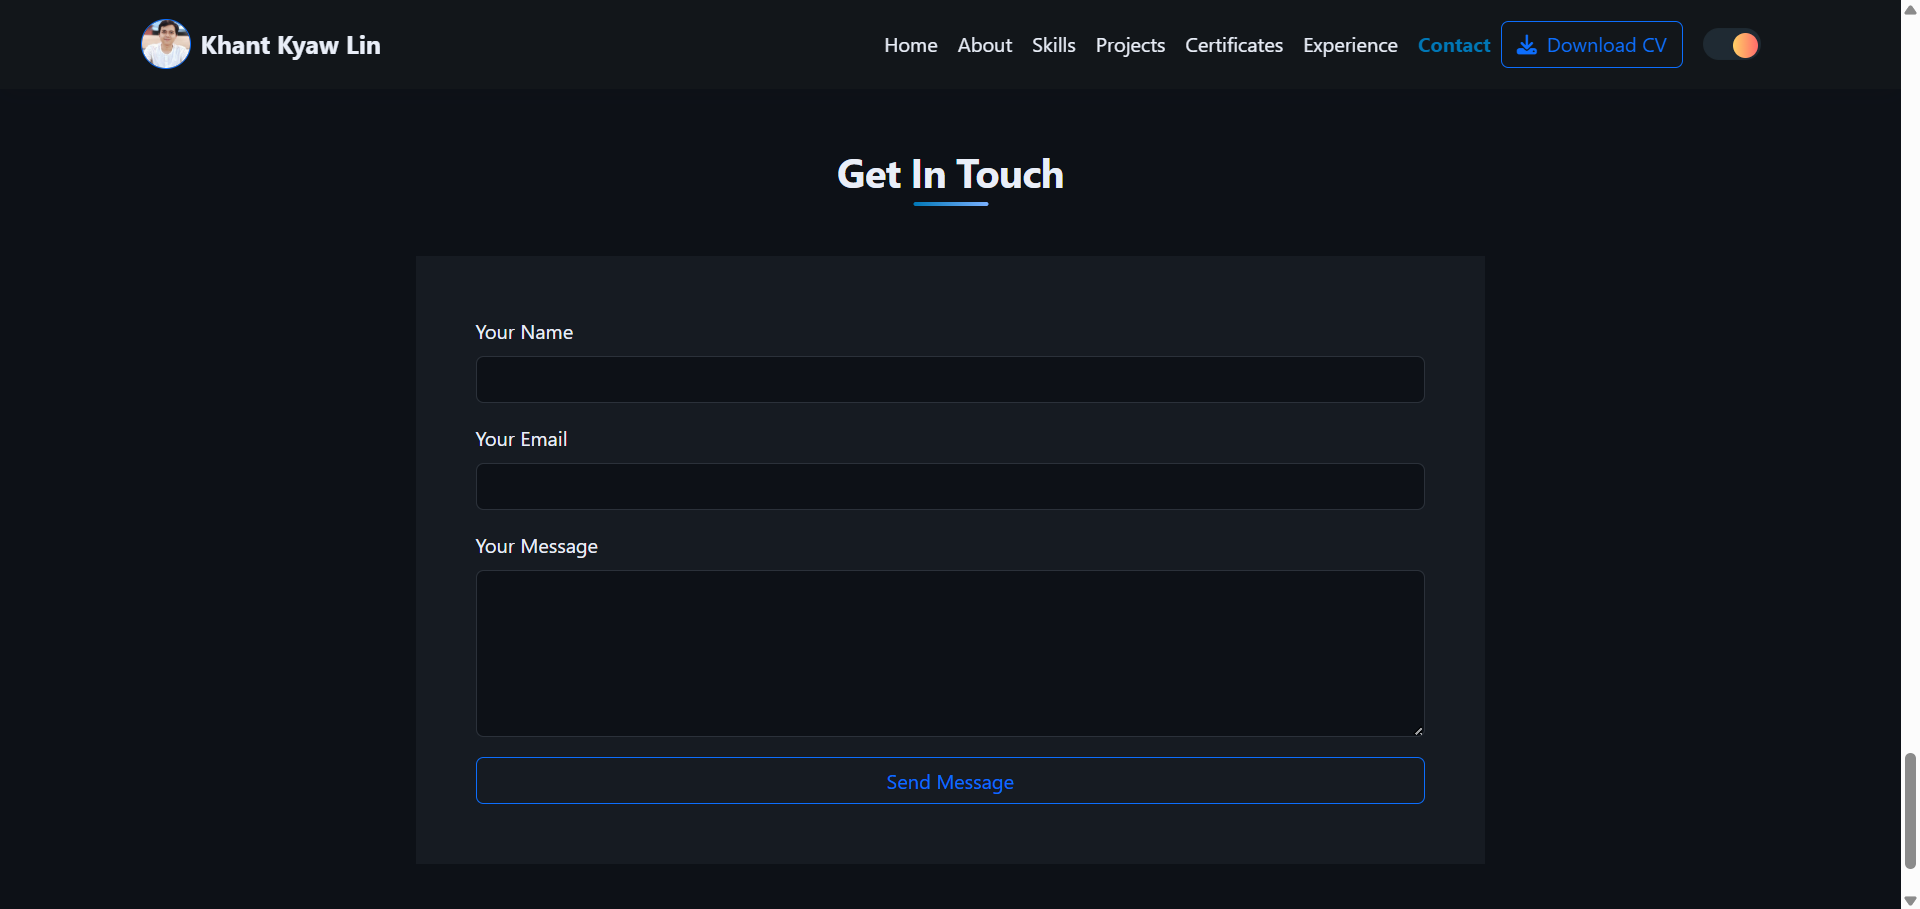 Khant Kyaw Lin
Home About Skills Projects Certificates Experience Contact Download CV
Get In Touch
Your Name
Your Email
Your Message
Send Message